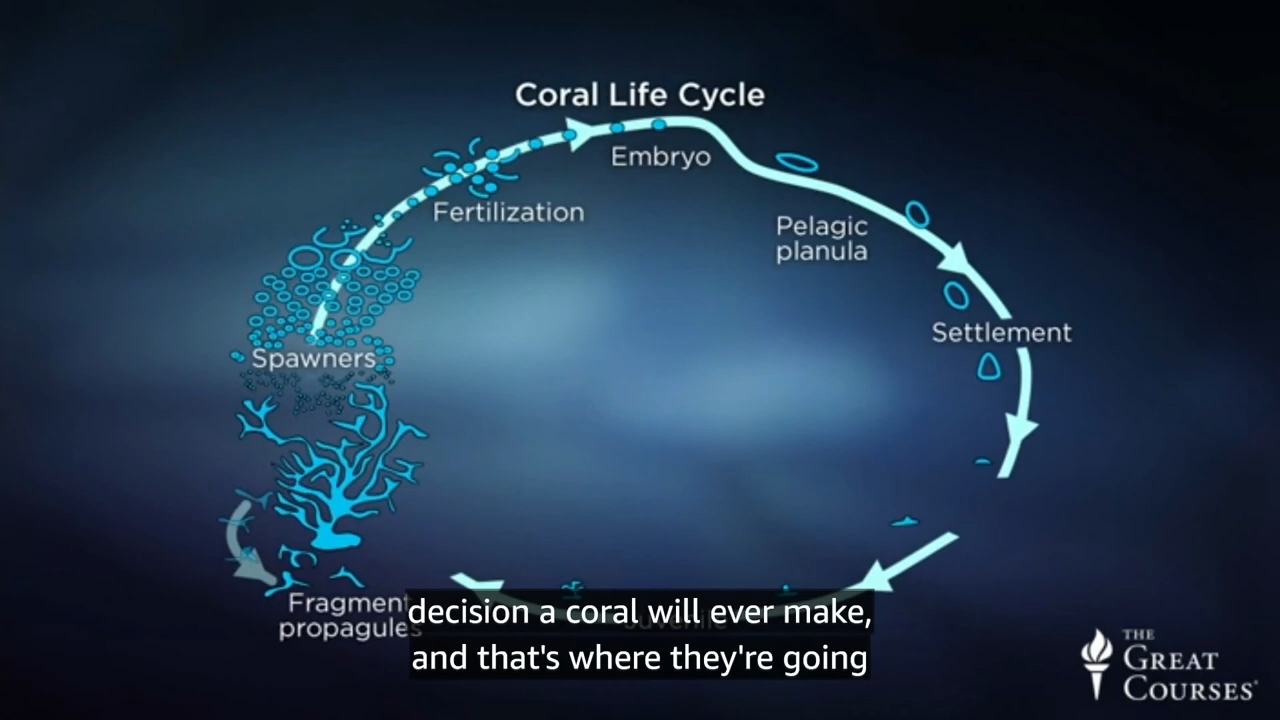 Coral Life Cycle
Embryo
Fertilization
Pelagic
planula
Settlement
Spawners
Fragment
propagules
decision a coral will ever make,
and that's where they're going
THE
GREAT
COURSES